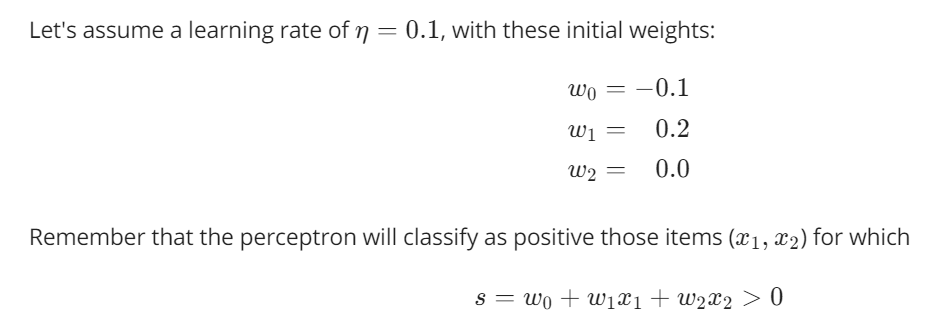 Let's assume a learning rate of η = 0.1, with these initial weights:
w₀ = −0.1
w₁ = 0.2
w₂ = 0.0
Remember that the perceptron will classify as positive those items (x₁, x₂) for which
s = w₀ + w₁x₁ + w₂x₂ > 0